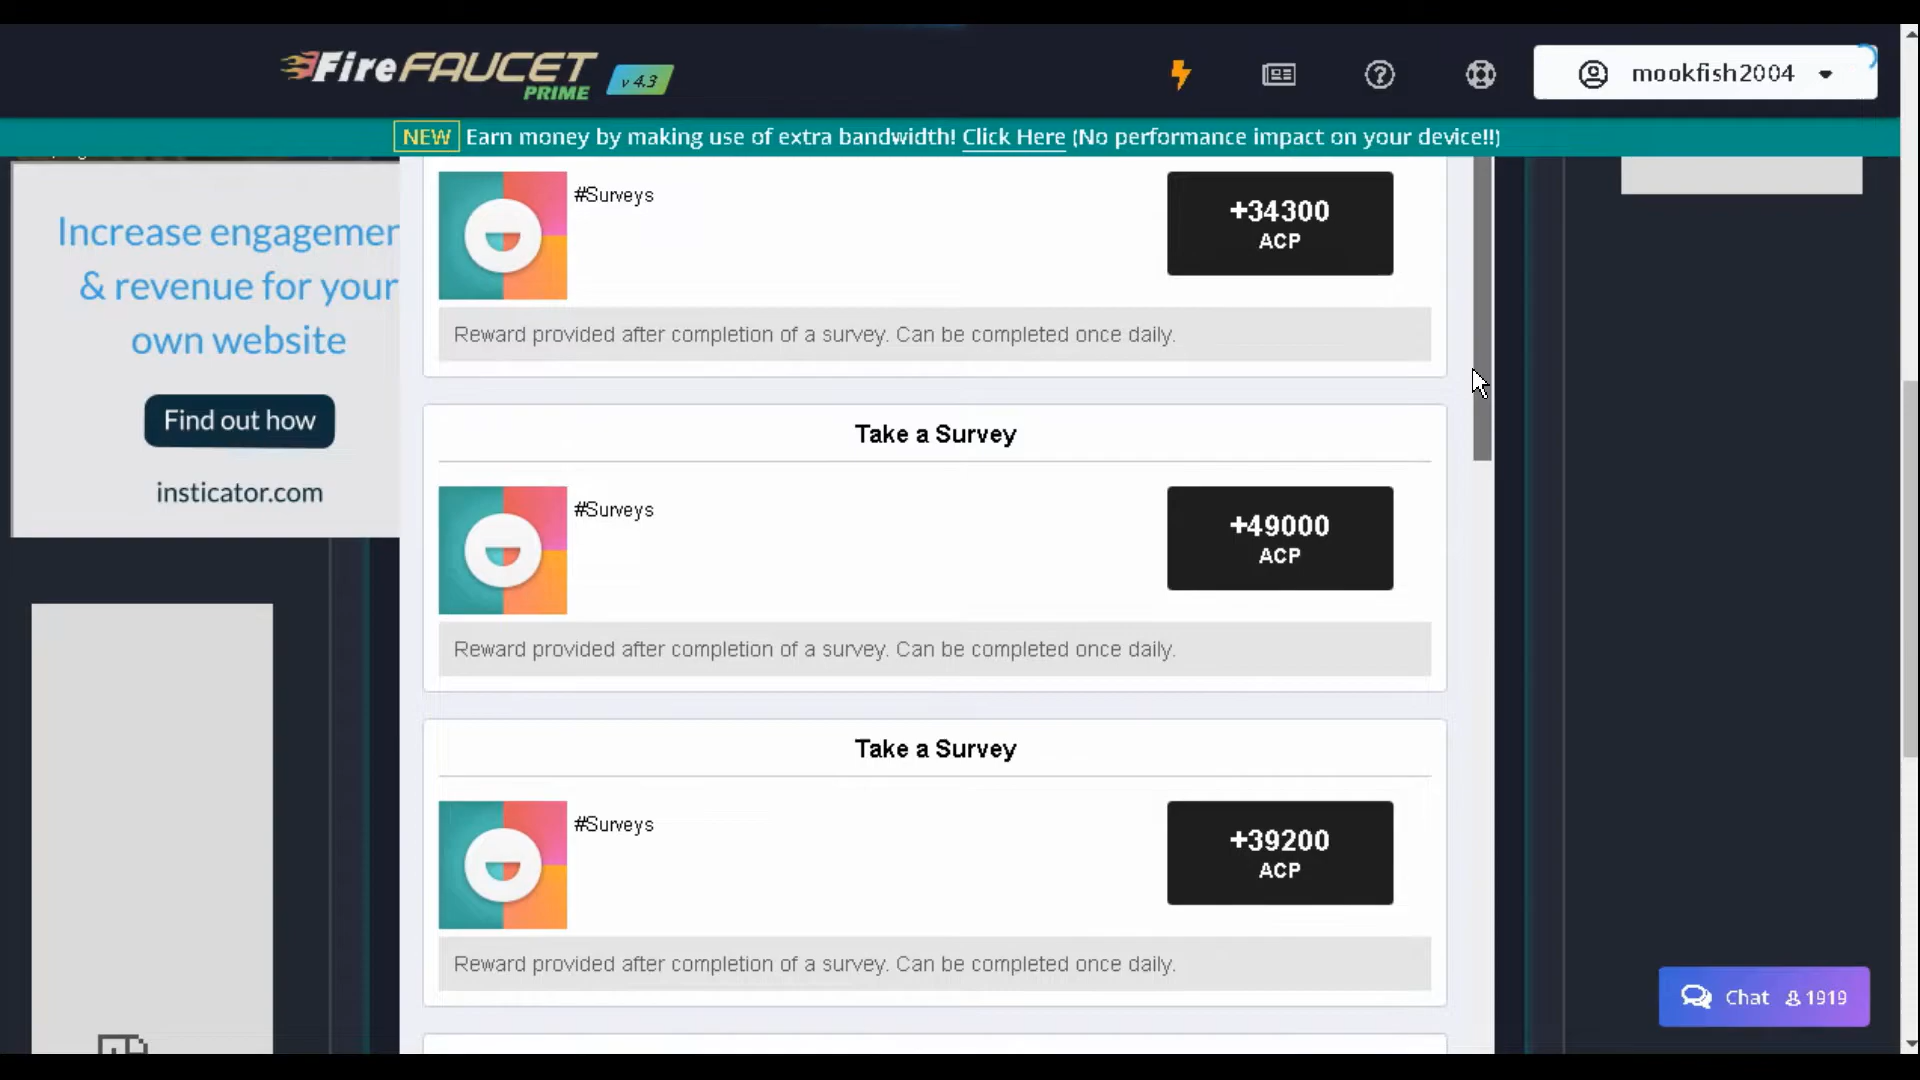 FireFAUCET
PRIME
v 4.3
mookfish2004
NEW Earn money by making use of extra bandwidth! Click Here (No performance impact on your device!!)
Increase engagemen
& revenue for your
own website
Find out how
insticator.com
#Surveys
+34300
ACP
Reward provided after completion of a survey. Can be completed once daily.
Take a Survey
#Surveys
+49000
ACP
Reward provided after completion of a survey. Can be completed once daily.
Take a Survey
#Surveys
+39200
ACP
Reward provided after completion of a survey. Can be completed once daily.
Chat 1919